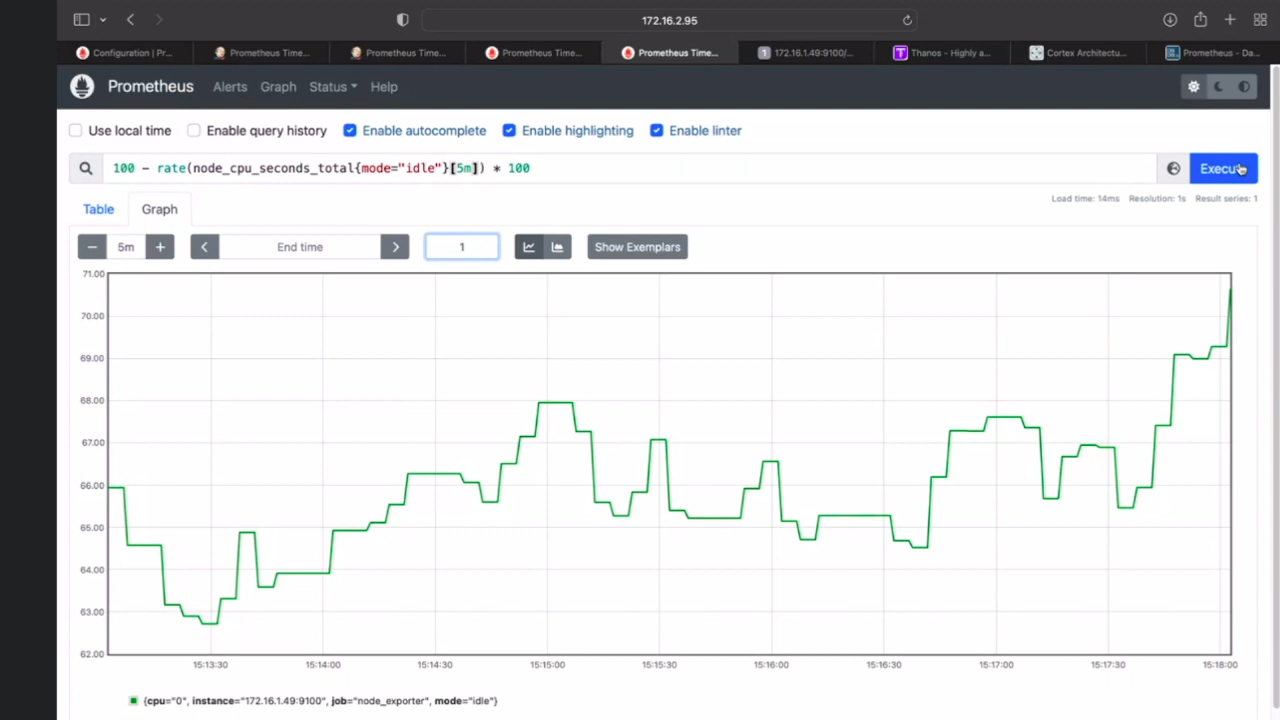 172.16.2.95
Configuration | Pr...
Prometheus Time...
Prometheus Time...
Prometheus Time...
Prometheus Time...
1 172.16.1.49:9100/...
T Thanos - Highly a...
Cortex Architectu...
Prometheus - Da...
Prometheus Alerts Graph Status Help
Use local time Enable query history Enable autocomplete Enable highlighting Enable linter
100 - rate(node_cpu_seconds_total{mode="idle"}[5m]) * 100
Load time: 14ms Resolution: 1s Result series: 1
Table Graph
− 5m + < End time > 1 Show Exemplars
71.00
70.00
69.00
68.00
67.00
66.00
65.00
64.00
63.00
62.00
15:13:30 15:14:00 15:14:30 15:15:00 15:15:30 15:16:00 15:16:30 15:17:00 15:17:30 15:18:00
{cpu="0", instance="172.16.1.49:9100", job="node_exporter", mode="idle"}